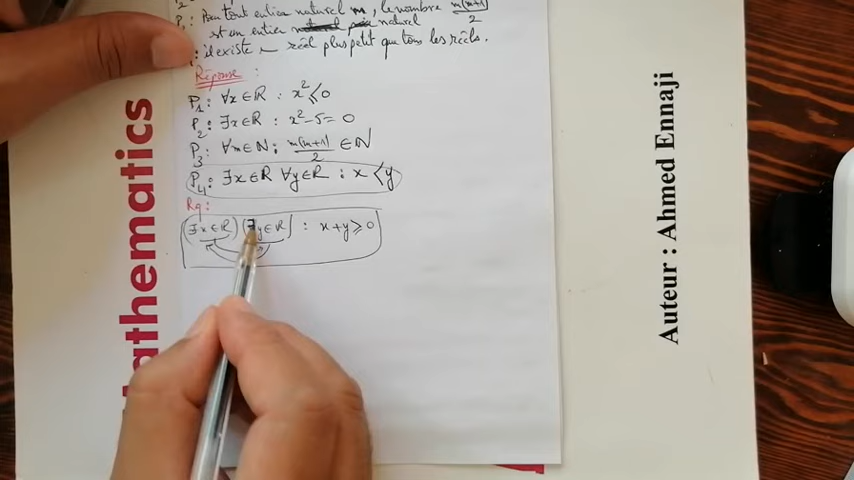 P₃: Pour tout entier naturel n, le nombre n(n+1)/2
est un entier naturel
il existe un réel plus petit que tous les réels.
Réponse :
P₁: ∀x∈ℝ : x²≤0
P₂: ∃x∈ℝ : x²-5=0
P₃: ∀n∈ℕ: n(n+1)/2 ∈ℕ
P₄: ∃x∈ℝ ∀y∈ℝ : x<y
Rq:
(∃x∈ℝ) (∃y∈ℝ) : x+y≥0
Mathematics
Auteur : Ahmed Ennaji